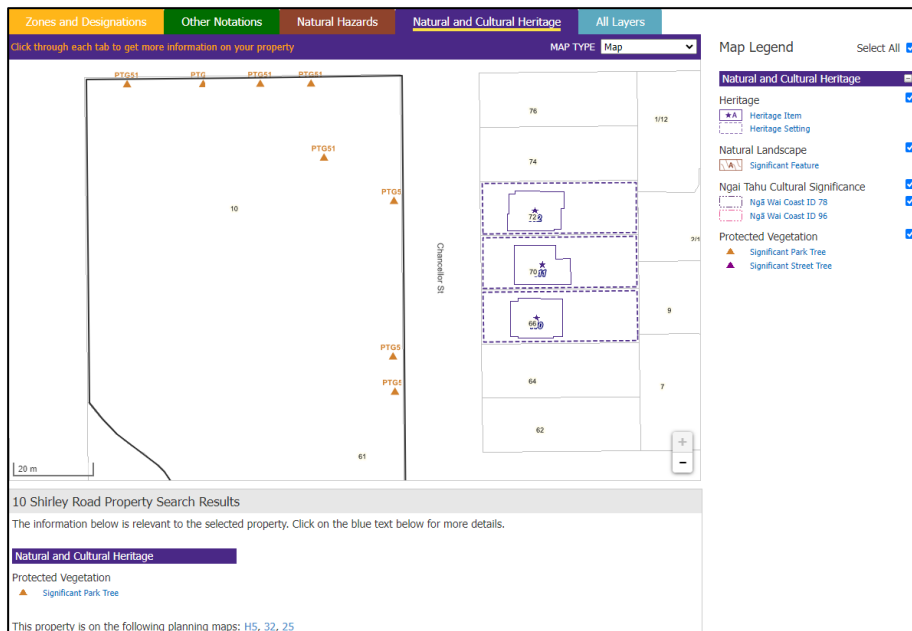 Zones and Designations
Other Notations
Natural Hazards
Natural and Cultural Heritage
All Layers
Click through each tab to get more information on your property
MAP TYPE Map
Map Legend
Select All
Natural and Cultural Heritage
Heritage
★A Heritage Item
Heritage Setting
Natural Landscape
A Significant Feature
Ngai Tahu Cultural Significance
Ngā Wai Coast ID 78
Ngā Wai Coast ID 96
Protected Vegetation
Significant Park Tree
Significant Street Tree
PTG51 PTG PTG51 PTG51
PTG51
PTG5
PTG5
PTG5
10
61
Chancellor St
76
74
72
70
66
64
62
1/12
9
7
20 m
+
−
10 Shirley Road Property Search Results
The information below is relevant to the selected property. Click on the blue text below for more details.
Natural and Cultural Heritage
Protected Vegetation
Significant Park Tree
This property is on the following planning maps: H5, 32, 25